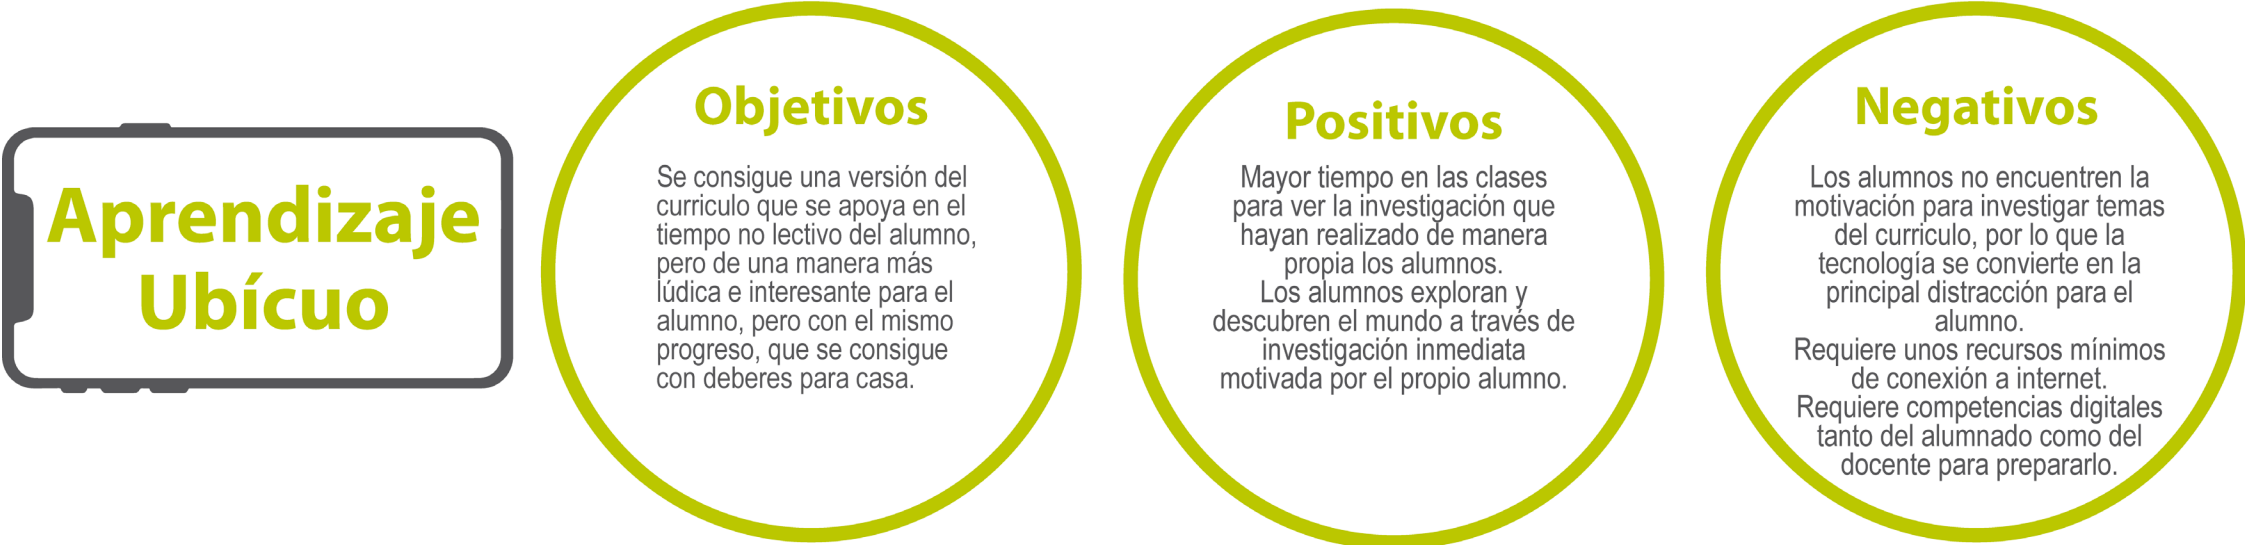 Aprendizaje
Ubícuo
Objetivos
Se consigue una versión del
curriculo que se apoya en el
tiempo no lectivo del alumno,
pero de una manera más
lúdica e interesante para el
alumno, pero con el mismo
progreso, que se consigue
con deberes para casa.
Positivos
Mayor tiempo en las clases
para ver la investigación que
hayan realizado de manera
propia los alumnos.
Los alumnos exploran y
descubren el mundo a través de
investigación inmediata
motivada por el propio alumno.
Negativos
Los alumnos no encuentren la
motivación para investigar temas
del curriculo, por lo que la
tecnología se convierte en la
principal distracción para el
alumno.
Requiere unos recursos mínimos
de conexión a internet.
Requiere competencias digitales
tanto del alumnado como del
docente para prepararlo.